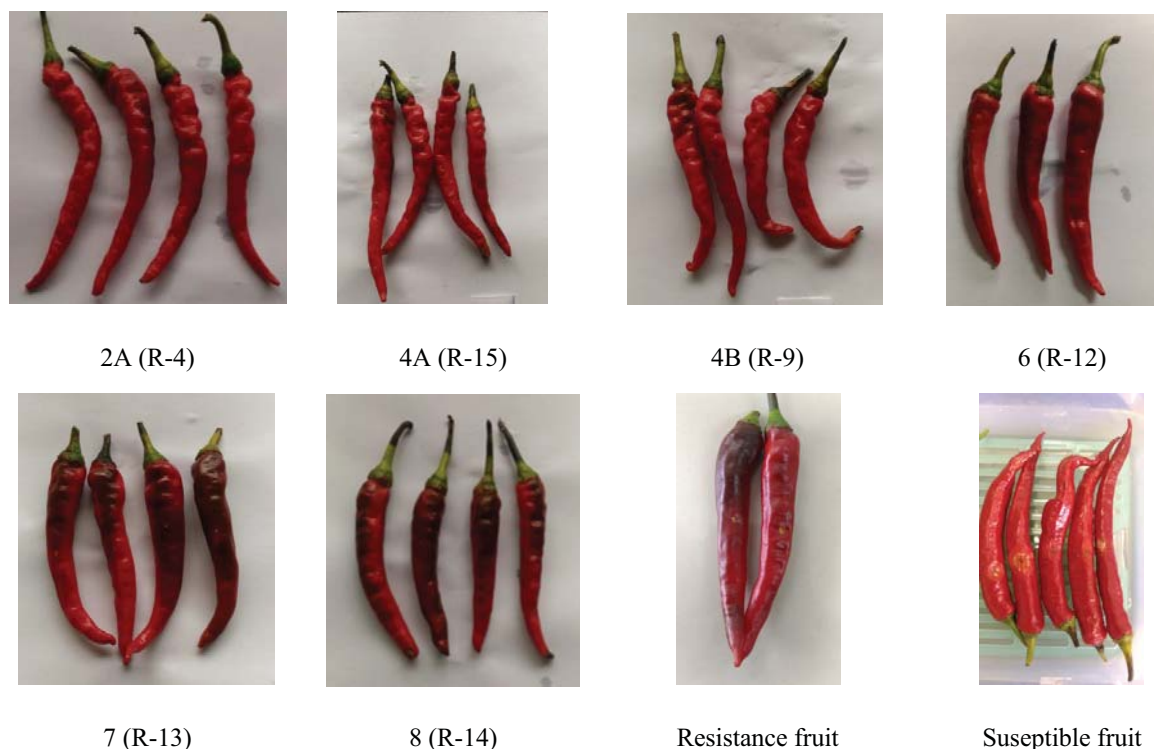 2A (R-4)
4A (R-15)
4B (R-9)
6 (R-12)
7 (R-13)
8 (R-14)
Resistance fruit
Suseptible fruit